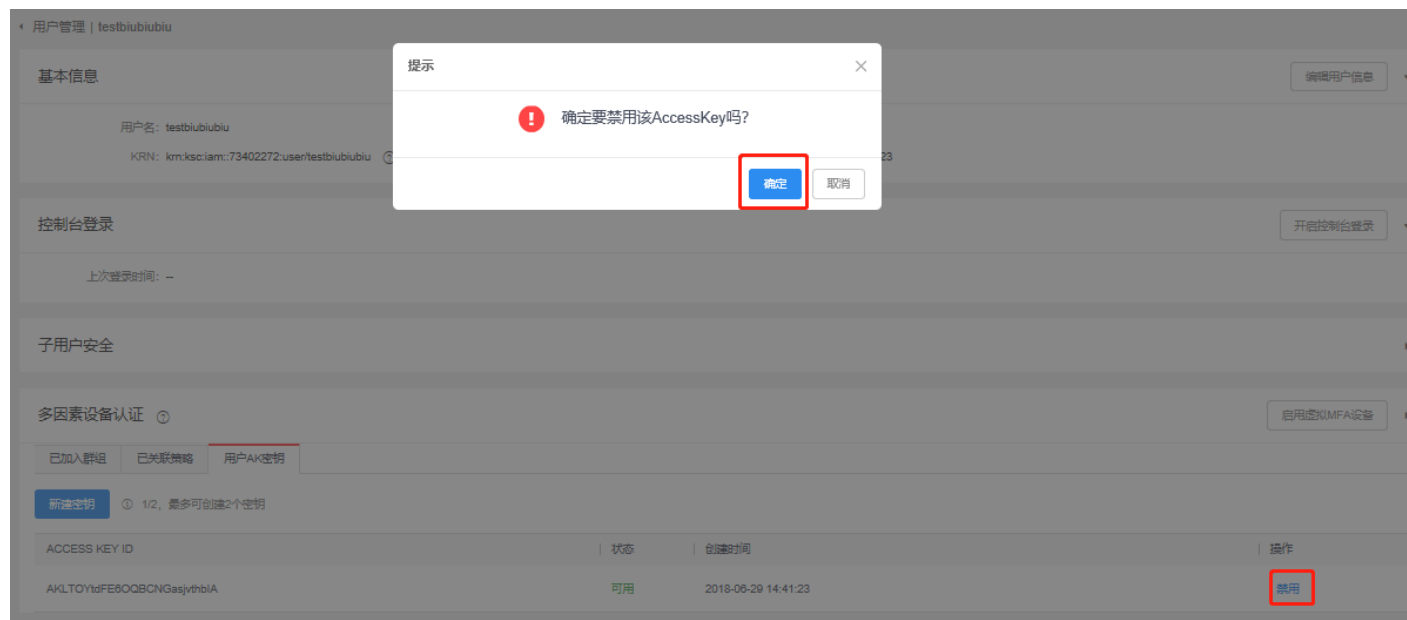 用户管理 | testbiubiubiu
提示
确定要禁用该AccessKey吗?
确定
取消
基本信息
编辑用户信息
用户名: testbiubiubiu
KRN: krn:ksc:iam::73402272:user/testbiubiubiu
23
控制台登录
开启控制台登录
上次登录时间: --
子用户安全
多因素设备认证
启用虚拟MFA设备
已加入群组 已关联策略 用户AK密钥
新建密钥 1/2, 最多可创建2个密钥
ACCESS KEY ID 状态 创建时间 操作
AKLTOYtdFE6OQBCNGasjvthbIA 可用 2018-06-29 14:41:23 禁用